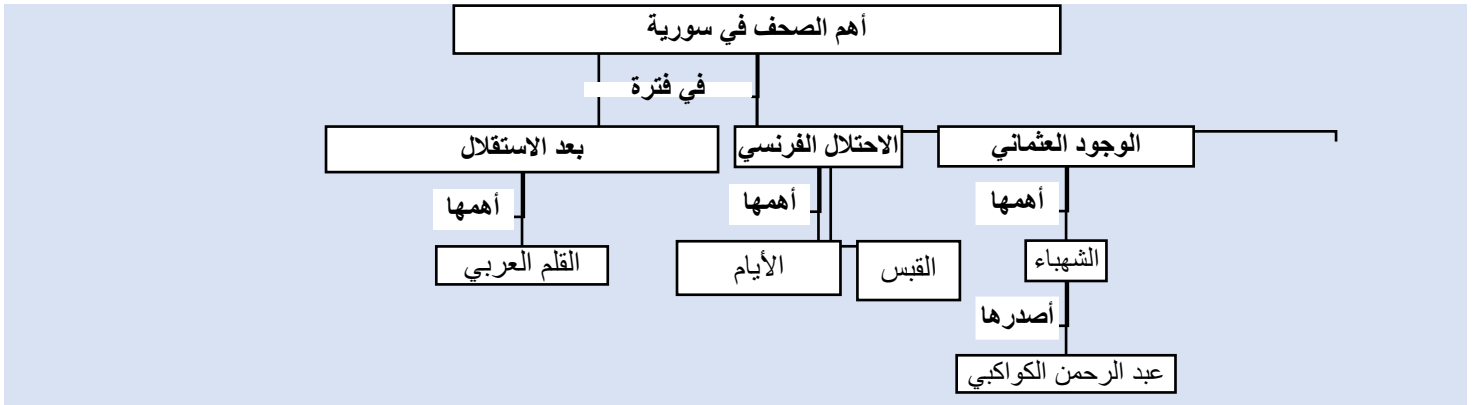 أهم الصحف في سورية
في فترة
الوجود العثماني
الاحتلال الفرنسي
بعد الاستقلال
أهمها
أهمها
أهمها
الشهباء
القبس
الأيام
القلم العربي
أصدرها
عبد الرحمن الكواكبي